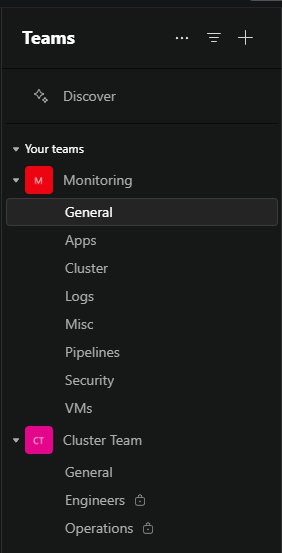 Teams
Discover
Your teams
M Monitoring
General
Apps
Cluster
Logs
Misc
Pipelines
Security
VMs
CT Cluster Team
General
Engineers
Operations